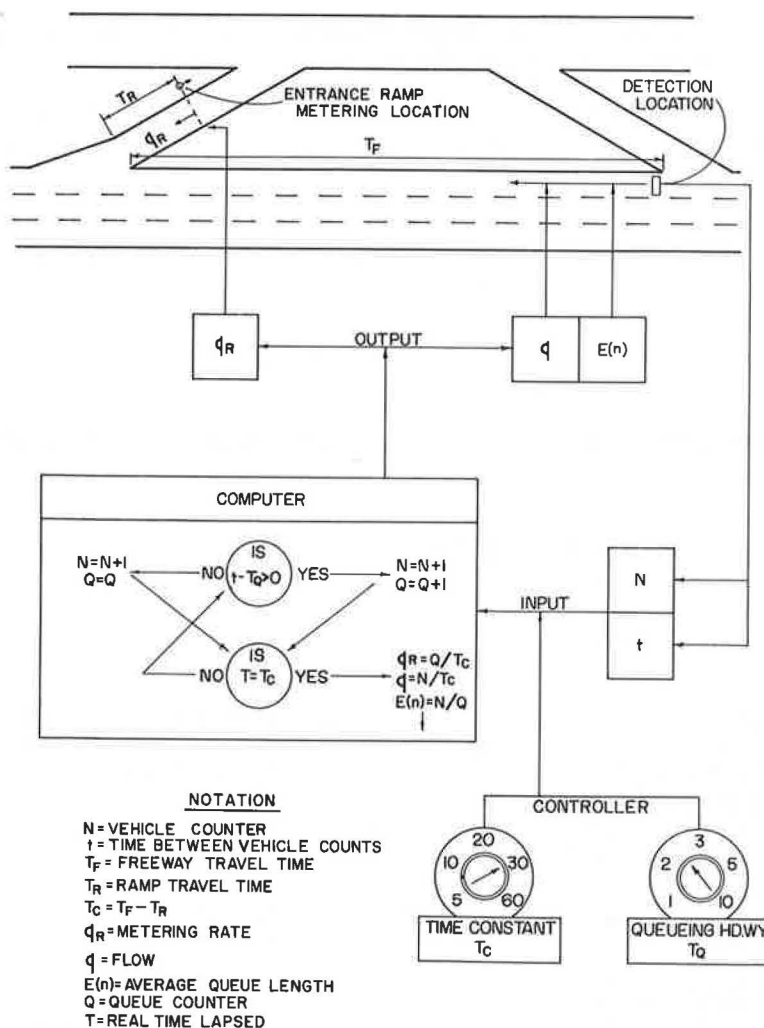 T_R
ENTRANCE RAMP
METERING LOCATION
DETECTION
LOCATION
q_R
T_F
q_R
OUTPUT
q
E(n)
COMPUTER
IS
t-T_Q>0
NO
YES
N=N+1
Q=Q
N=N+1
Q=Q+1
IS
T=T_C
NO
YES
q_R=Q/T_C
q=N/T_C
E(n)=N/Q
INPUT
N
t
CONTROLLER
5
10
20
30
60
TIME CONSTANT
T_C
1
2
3
5
10
QUEUEING HD.WY
T_Q
NOTATION
N=VEHICLE COUNTER
t=TIME BETWEEN VEHICLE COUNTS
T_F=FREEWAY TRAVEL TIME
T_R=RAMP TRAVEL TIME
T_C=T_F-T_R
q_R=METERING RATE
q=FLOW
E(n)=AVERAGE QUEUE LENGTH
Q=QUEUE COUNTER
T=REAL TIME LAPSED